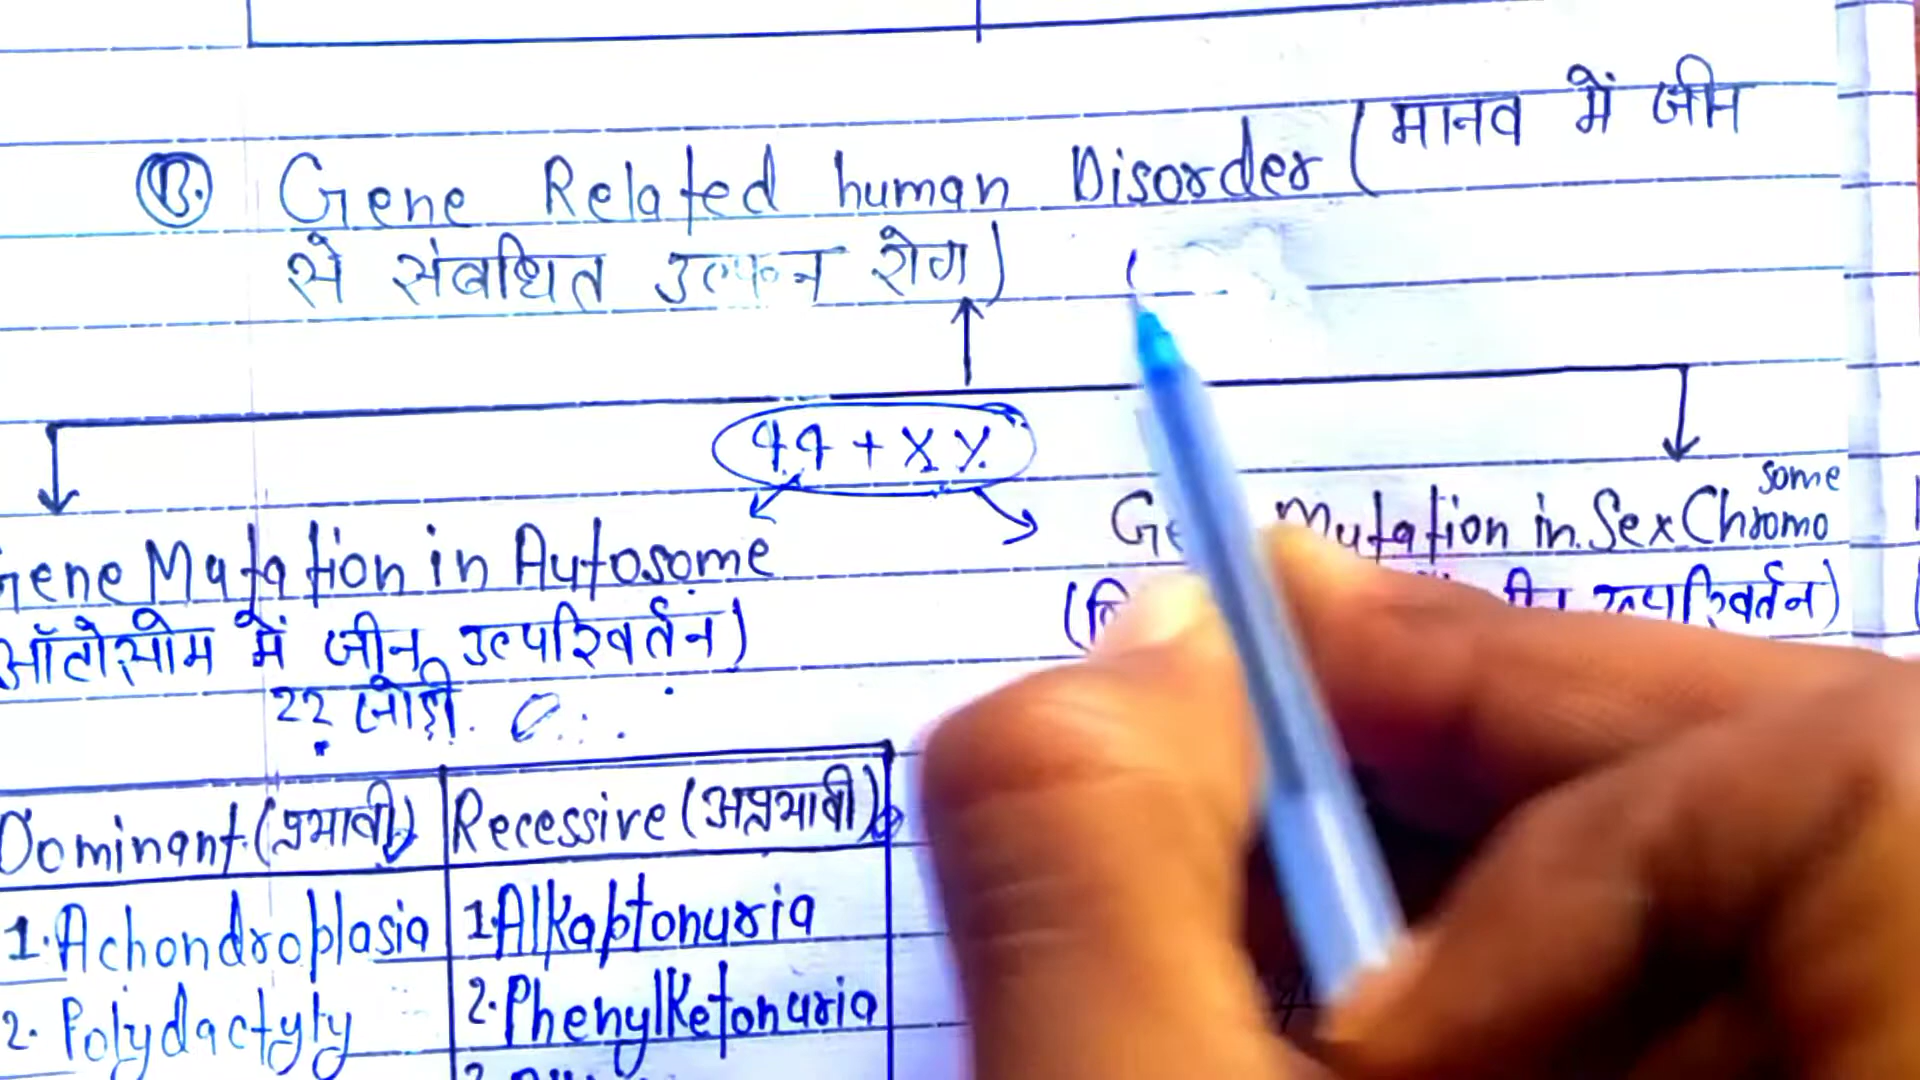 B. Gene Related human Disorder (मानव में जीन
से संबधित उत्पन्न रोग)
44 + XY
Gene Mutation in Autosome
ऑटोसोम में जीन उत्परिवर्तन)
22 जोड़ी
Mutation in Sex Chromo
some
उत्परिवर्तन)
Dominant (प्रभावी) Recessive (अप्रभावी)
1. Achondroplasia 1. Alkaptonuria
2. Polydactyly 2. Phenylketonuria